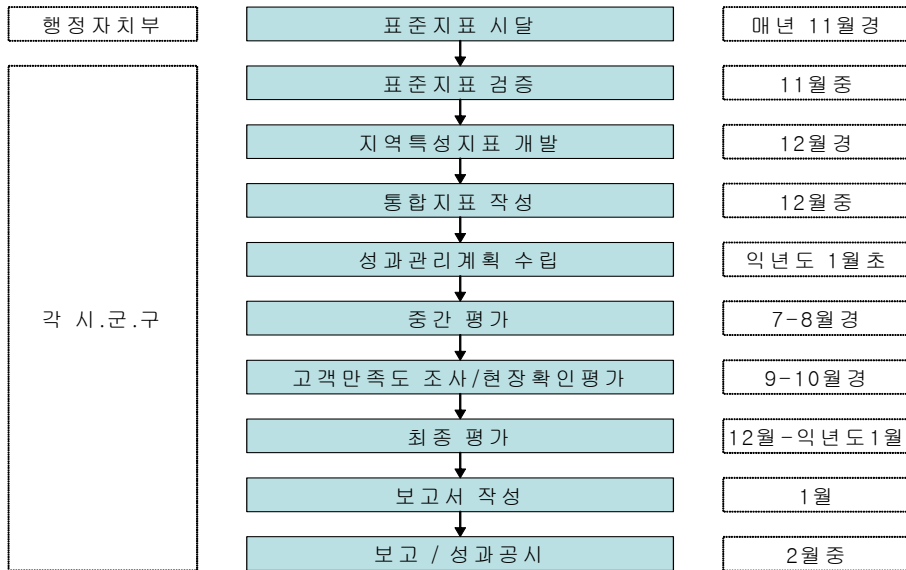 행정자치부 표준지표 시달 매년 11월경
표준지표 검증 11월중
지역특성지표 개발 12월경
통합지표 작성 12월중
성과관리계획 수립 익년도 1월초
각 시.군.구 중간 평가 7-8월경
고객만족도 조사/현장확인평가 9-10월경
최종 평가 12월-익년도1월
보고서 작성 1월
보고 / 성과공시 2월중